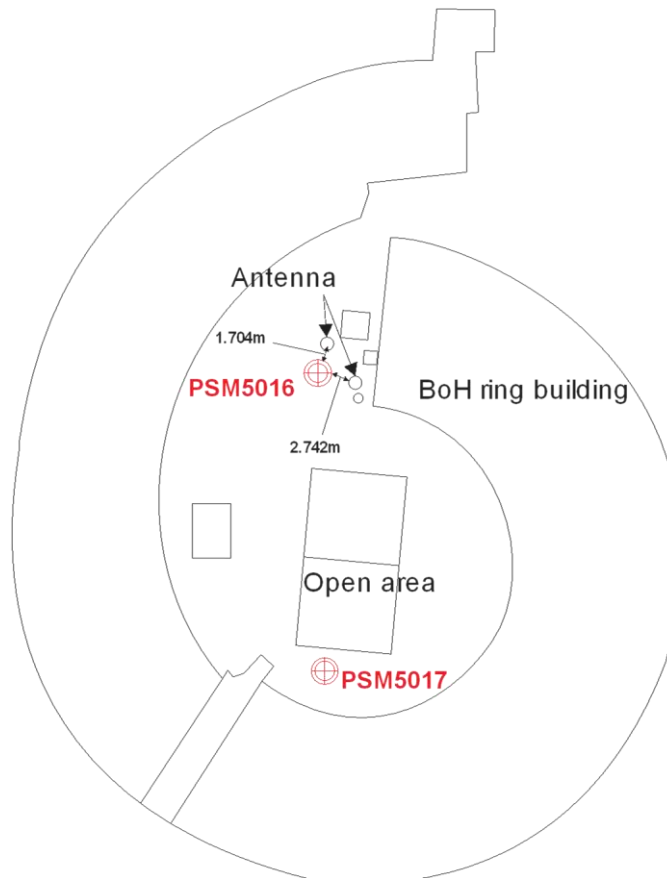 Antenna
1.704m
PSM5016
BoH ring building
2.742m
Open area
PSM5017